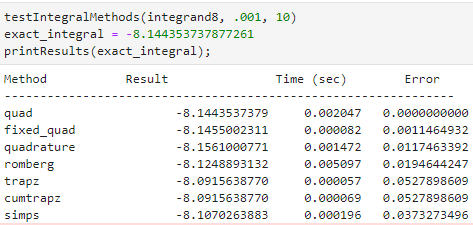 testIntegralMethods(integrand8, .001, 10)
exact_integral = -8.144353737877261
printResults(exact_integral);
Method Result Time (sec) Error
----------------------------------------------------------
quad -8.1443537379 0.002047 0.0000000000
fixed_quad -8.1455002311 0.000082 0.0011464932
quadrature -8.1561000771 0.001472 0.0117463392
romberg -8.1248893132 0.005097 0.0194644247
trapz -8.0915638770 0.000057 0.0527898609
cumtrapz -8.0915638770 0.000069 0.0527898609
simps -8.1070263883 0.000196 0.0373273496